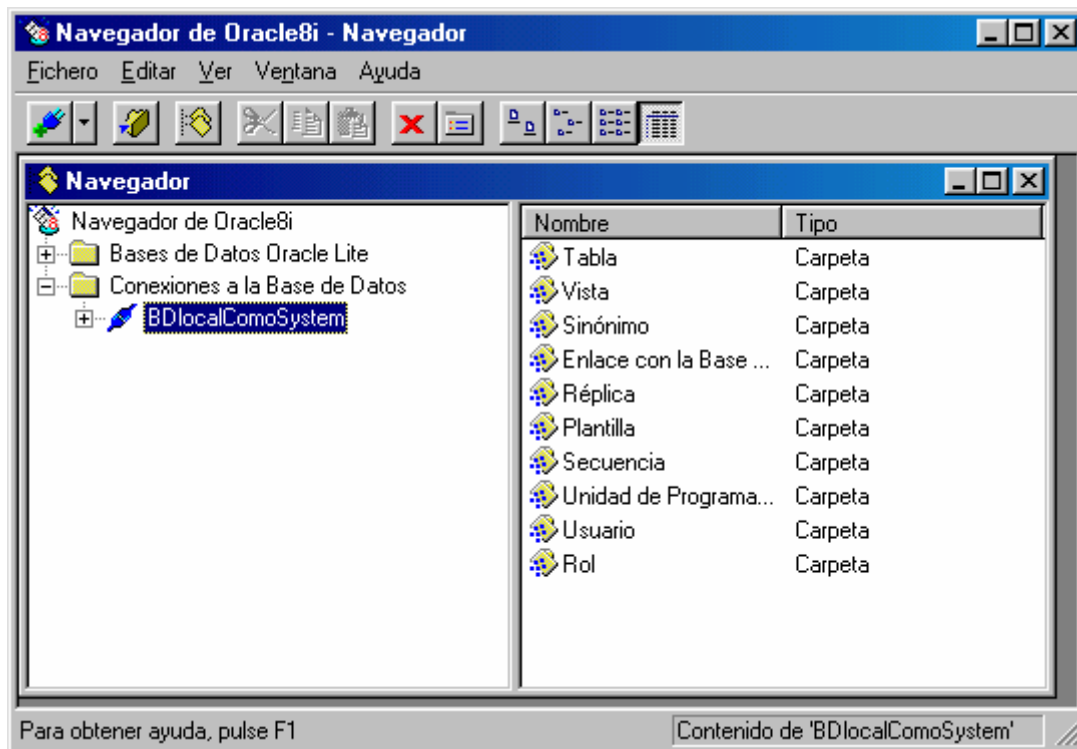 Navegador de Oracle8i - Navegador
Fichero Editar Ver Ventana Ayuda
Navegador
Navegador de Oracle8i
Bases de Datos Oracle Lite
Conexiones a la Base de Datos
BDlocalComoSystem
Nombre Tipo
Tabla Carpeta
Vista Carpeta
Sinónimo Carpeta
Enlace con la Base ... Carpeta
Réplica Carpeta
Plantilla Carpeta
Secuencia Carpeta
Unidad de Programa... Carpeta
Usuario Carpeta
Rol Carpeta
Para obtener ayuda, pulse F1 Contenido de 'BDlocalComoSystem'